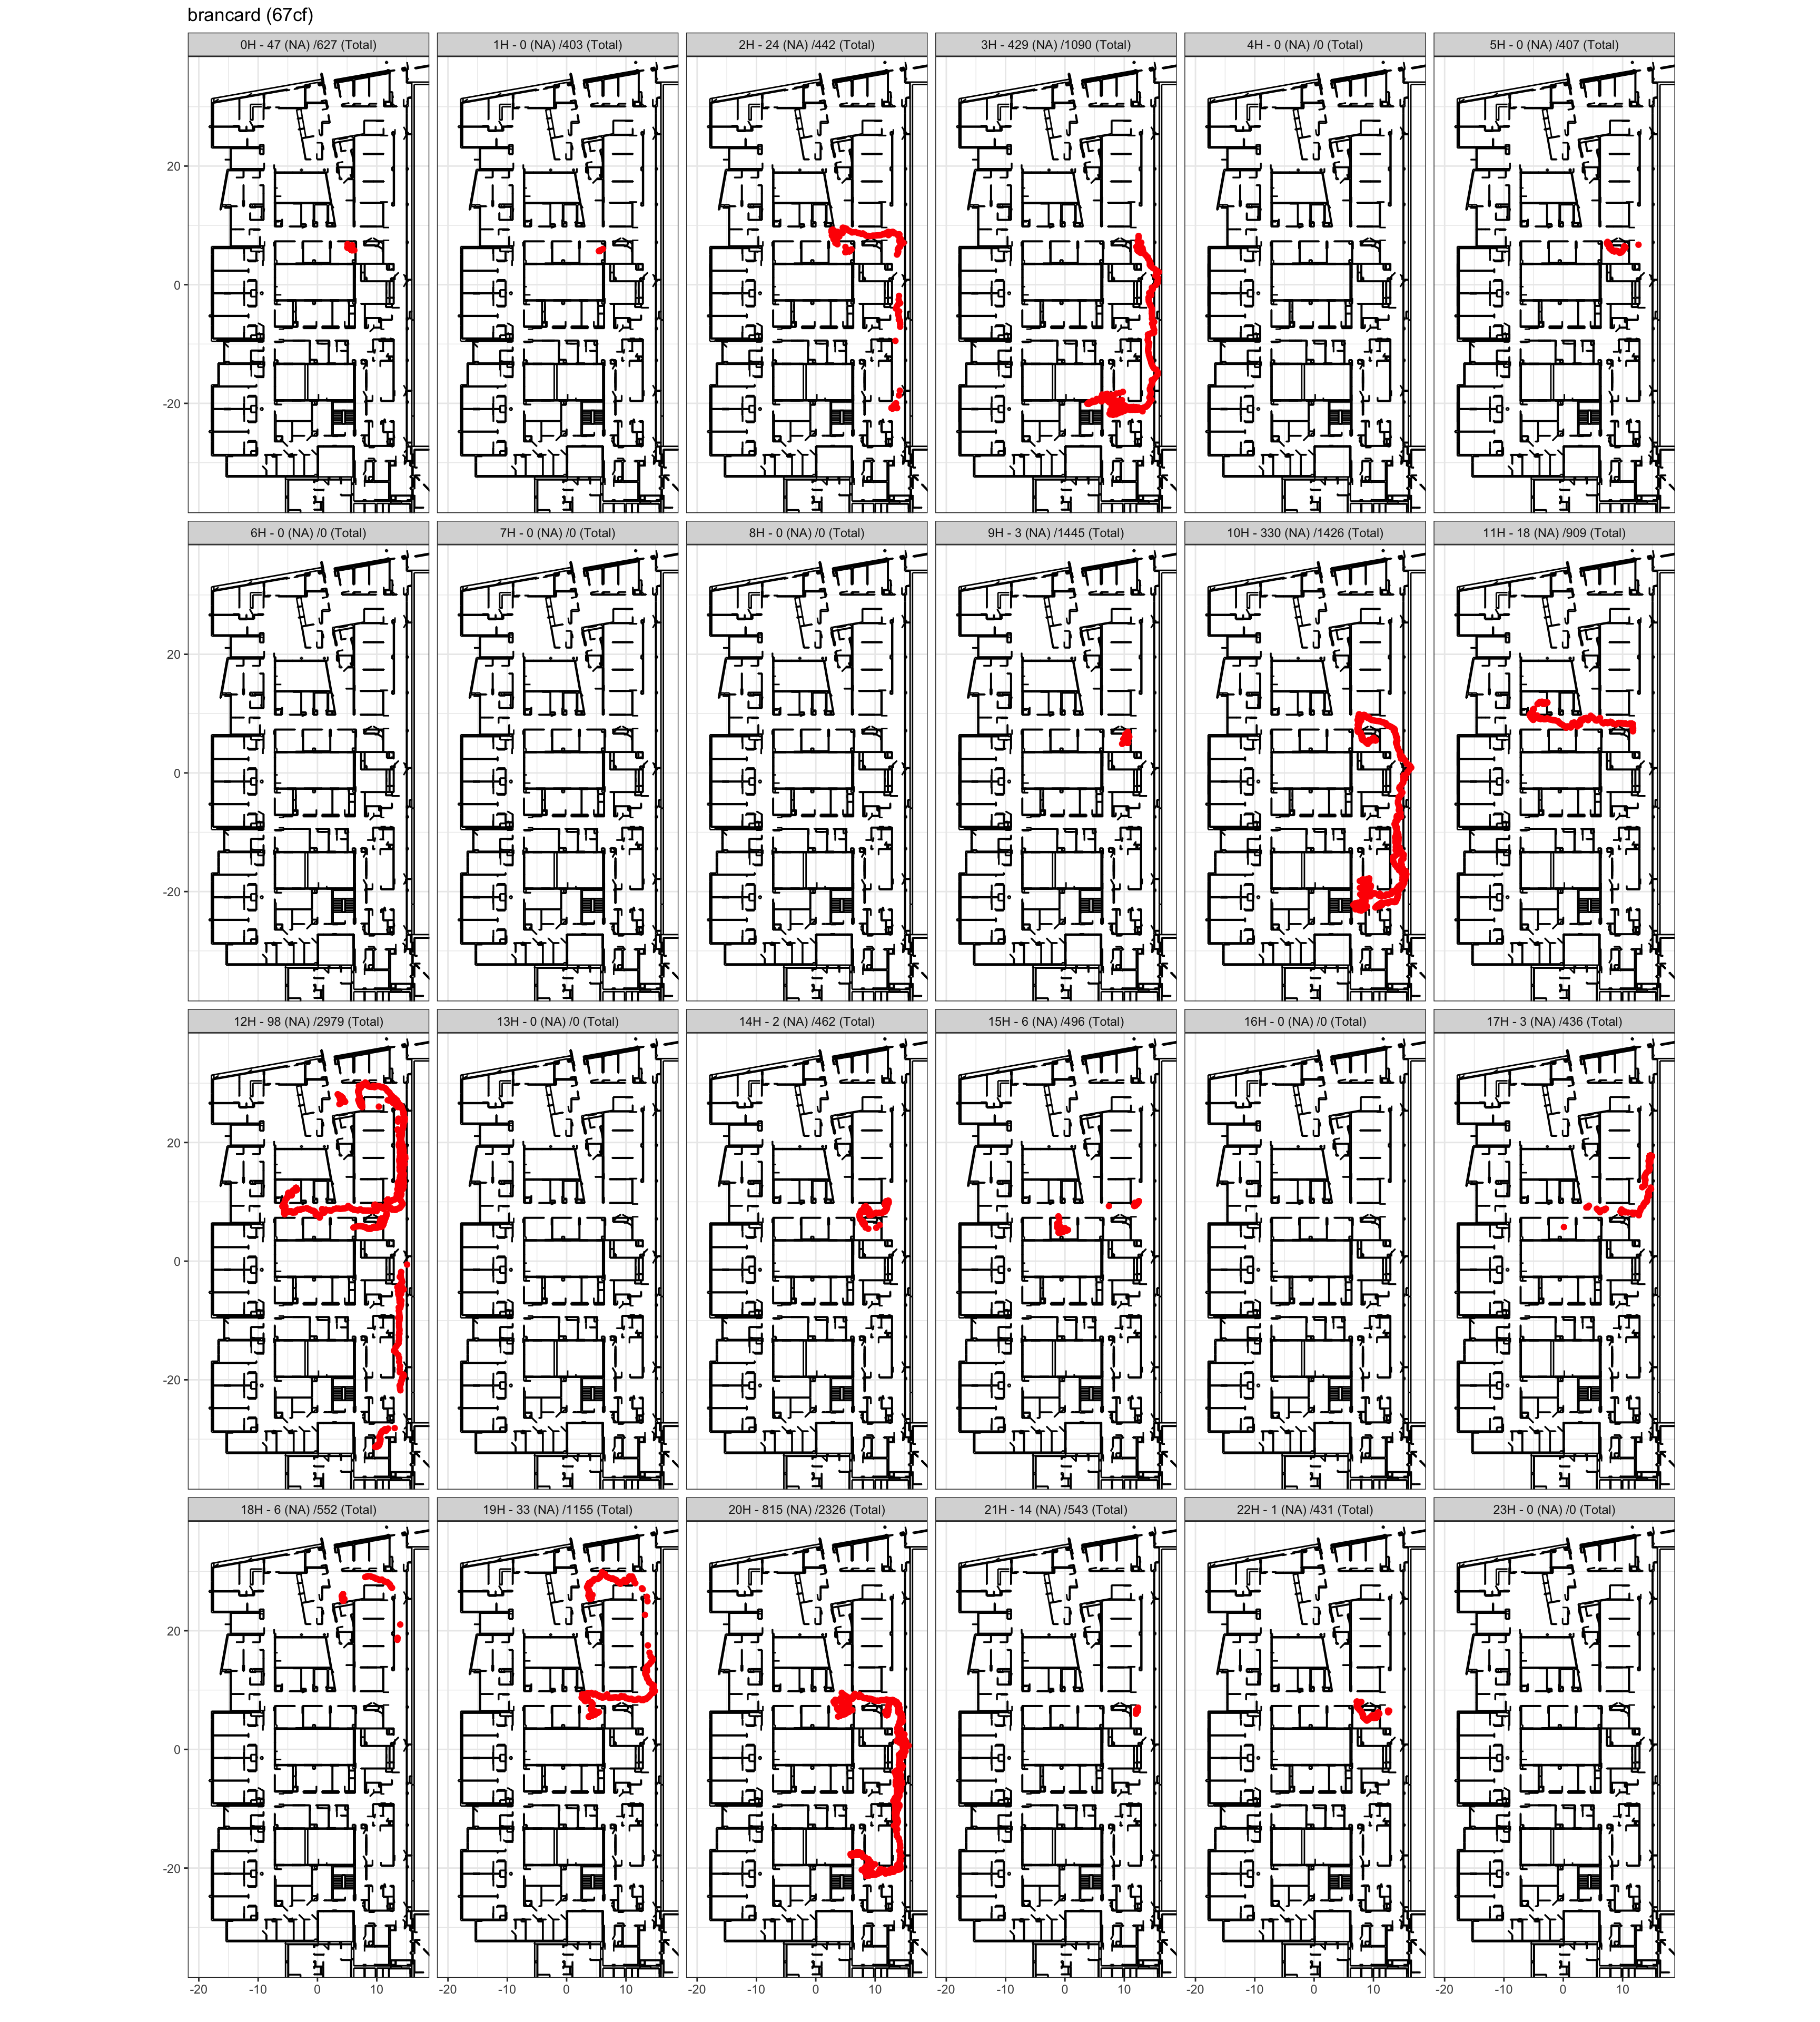 brancard (67cf)
0H - 47 (NA) /627 (Total)
1H - 0 (NA) /403 (Total)
2H - 24 (NA) /442 (Total)
3H - 429 (NA) /1090 (Total)
4H - 0 (NA) /0 (Total)
5H - 0 (NA) /407 (Total)
20
0
-20
6H - 0 (NA) /0 (Total)
7H - 0 (NA) /0 (Total)
8H - 0 (NA) /0 (Total)
9H - 3 (NA) /1445 (Total)
10H - 330 (NA) /1426 (Total)
11H - 18 (NA) /909 (Total)
20
0
-20
12H - 98 (NA) /2979 (Total)
13H - 0 (NA) /0 (Total)
14H - 2 (NA) /462 (Total)
15H - 6 (NA) /496 (Total)
16H - 0 (NA) /0 (Total)
17H - 3 (NA) /436 (Total)
20
0
-20
18H - 6 (NA) /552 (Total)
19H - 33 (NA) /1155 (Total)
20H - 815 (NA) /2326 (Total)
21H - 14 (NA) /543 (Total)
22H - 1 (NA) /431 (Total)
23H - 0 (NA) /0 (Total)
20
0
-20
-20 -10 0 10
-20 -10 0 10
-20 -10 0 10
-20 -10 0 10
-20 -10 0 10
-20 -10 0 10